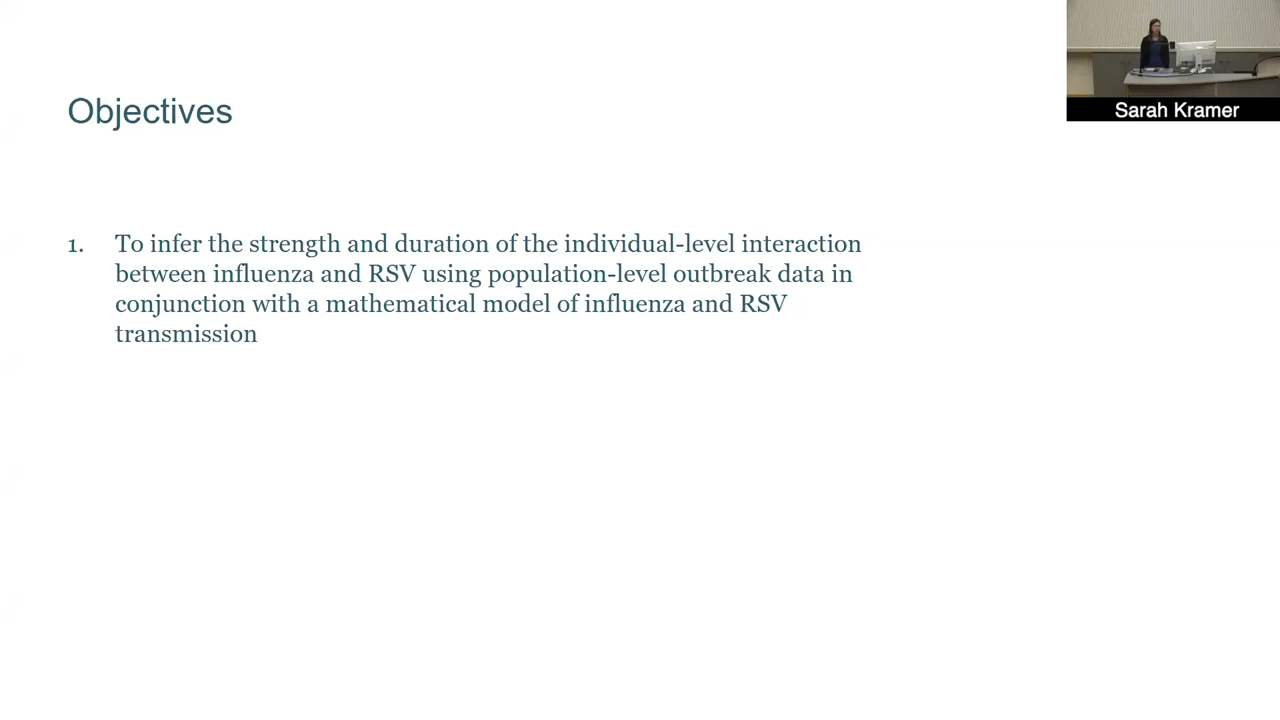 Sarah Kramer
Objectives
1. To infer the strength and duration of the individual-level interaction
between influenza and RSV using population-level outbreak data in
conjunction with a mathematical model of influenza and RSV
transmission